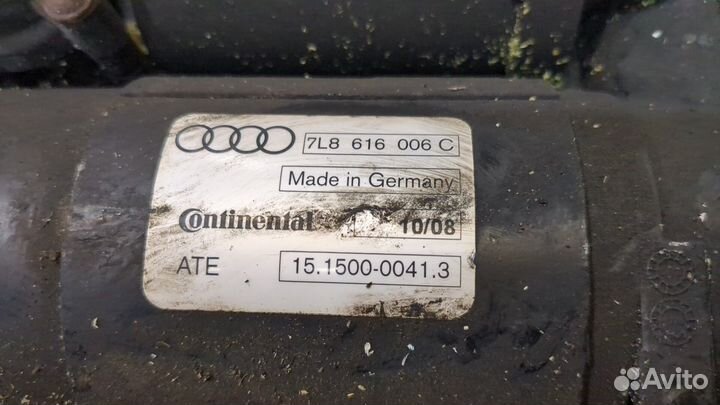 7L8 616 006 C
Made in Germany
Continental 10/08
ATE 15.1500-0041.3
Avito